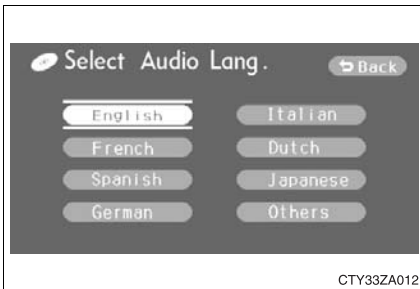 Select Audio Lang.
Back
English
Italian
French
Dutch
Spanish
Japanese
German
Others
CTY33ZA012